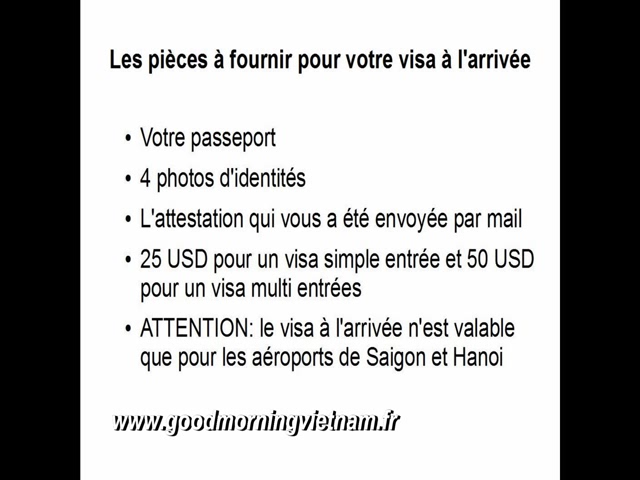 Les pièces à fournir pour votre visa à l'arrivée
• Votre passeport
• 4 photos d'identités
• L'attestation qui vous a été envoyée par mail
• 25 USD pour un visa simple entrée et 50 USD
pour un visa multi entrées
• ATTENTION: le visa à l'arrivée n'est valable
que pour les aéroports de Saigon et Hanoi
www.goodmorningvietnam.fr